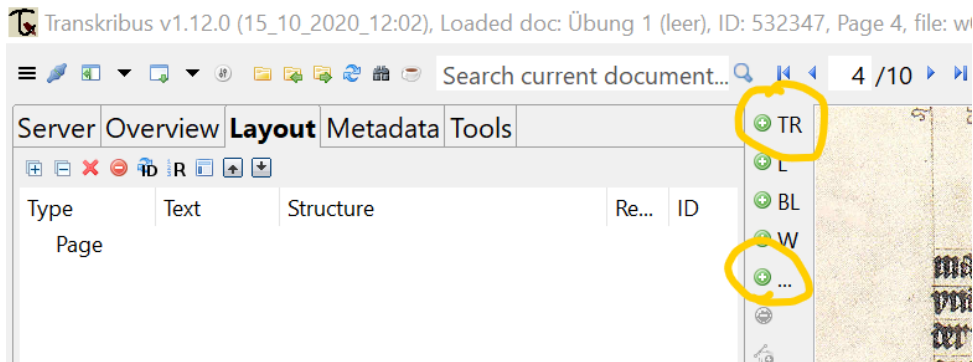 Transkribus v1.12.0 (15_10_2020_12:02), Loaded doc: Übung 1 (leer), ID: 532347, Page 4, file:
Search current document... 4 /10
Server Overview Layout Metadata Tools
TR
L
ID R
BL
Type Text Structure Re... ID
W
Page
...